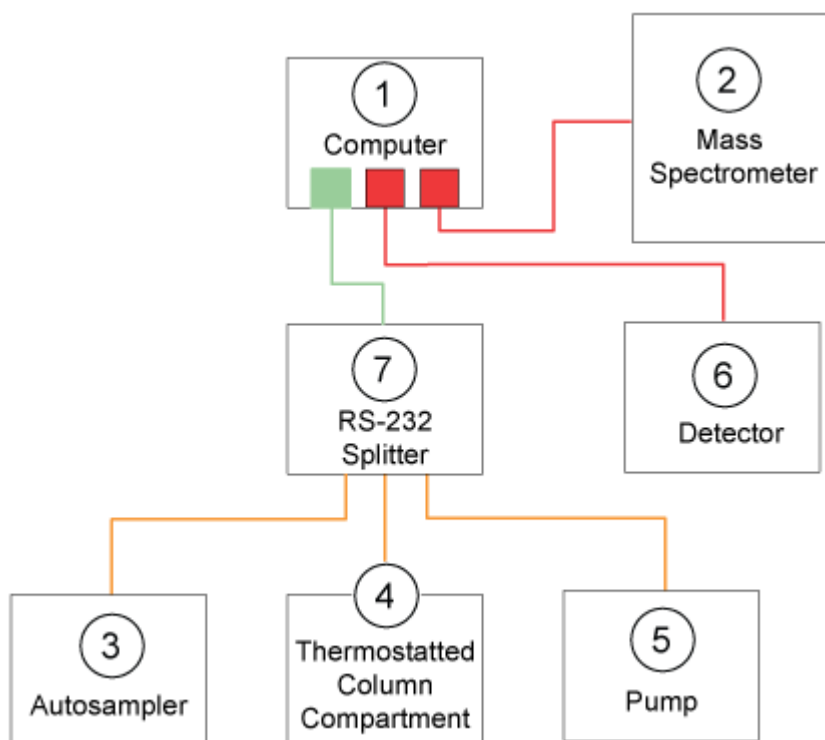 1
Computer
2
Mass
Spectrometer
7
RS-232
Splitter
6
Detector
3
Autosampler
4
Thermostatted
Column
Compartment
5
Pump